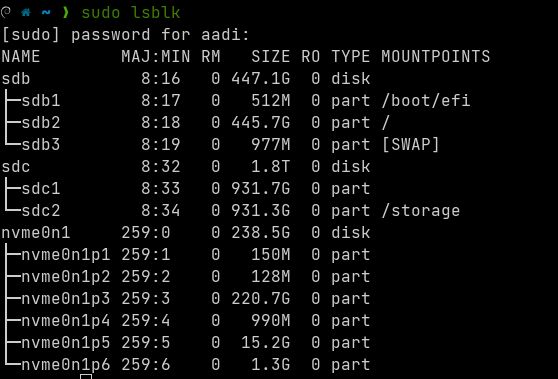 ~ ❯ sudo lsblk
[sudo] password for aadi:
NAME        MAJ:MIN RM   SIZE RO TYPE MOUNTPOINTS
sdb           8:16   0 447.1G  0 disk
├─sdb1        8:17   0   512M  0 part /boot/efi
├─sdb2        8:18   0 445.7G  0 part /
└─sdb3        8:19   0   977M  0 part [SWAP]
sdc           8:32   0   1.8T  0 disk
├─sdc1        8:33   0 931.7G  0 part
└─sdc2        8:34   0 931.3G  0 part /storage
nvme0n1     259:0    0 238.5G  0 disk
├─nvme0n1p1 259:1    0   150M  0 part
├─nvme0n1p2 259:2    0   128M  0 part
├─nvme0n1p3 259:3    0 220.7G  0 part
├─nvme0n1p4 259:4    0   990M  0 part
├─nvme0n1p5 259:5    0  15.2G  0 part
└─nvme0n1p6 259:6    0   1.3G  0 part